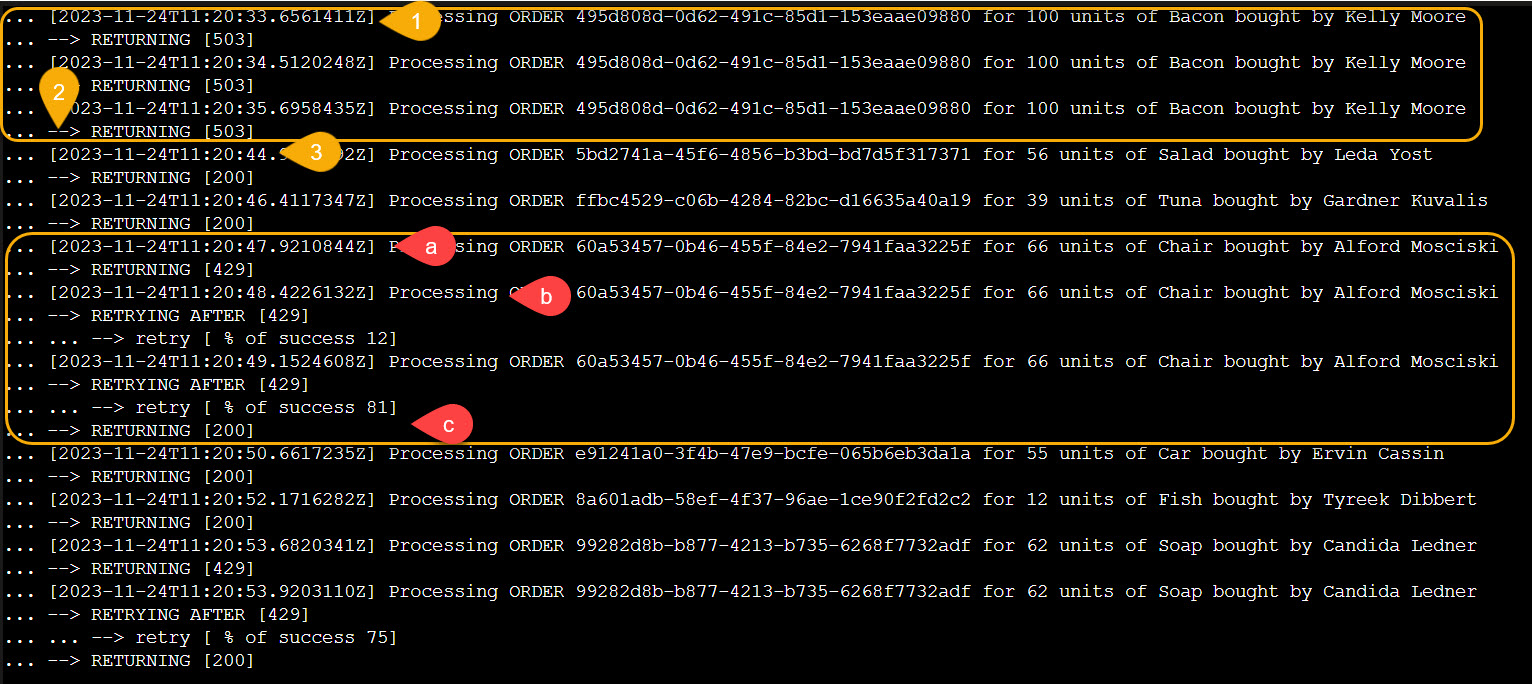 ... [2023-11-24T11:20:33.6561411Z] 1 Processing ORDER 495d808d-0d62-491c-85d1-153eaae09880 for 100 units of Bacon bought by Kelly Moore
... --> RETURNING [503]
... [2023-11-24T11:20:34.5120248Z] Processing ORDER 495d808d-0d62-491c-85d1-153eaae09880 for 100 units of Bacon bought by Kelly Moore
... RETURNING [503]
2
... 2023-11-24T11:20:35.6958435Z] Processing ORDER 495d808d-0d62-491c-85d1-153eaae09880 for 100 units of Bacon bought by Kelly Moore
... --> RETURNING [503]
... [2023-11-24T11:20:44. 3 2Z] Processing ORDER 5bd2741a-45f6-4856-b3bd-bd7d5f317371 for 56 units of Salad bought by Leda Yost
... --> RETURNING [200]
... [2023-11-24T11:20:46.4117347Z] Processing ORDER ffbc4529-c06b-4284-82bc-d16635a40a19 for 39 units of Tuna bought by Gardner Kuvalis
... --> RETURNING [200]
... [2023-11-24T11:20:47.9210844Z] a Processing ORDER 60a53457-0b46-455f-84e2-7941faa3225f for 66 units of Chair bought by Alford Mosciski
... --> RETURNING [429]
... [2023-11-24T11:20:48.4226132Z] Processing b 60a53457-0b46-455f-84e2-7941faa3225f for 66 units of Chair bought by Alford Mosciski
... --> RETRYING AFTER [429]
... ... --> retry [ % of success 12]
... [2023-11-24T11:20:49.1524608Z] Processing ORDER 60a53457-0b46-455f-84e2-7941faa3225f for 66 units of Chair bought by Alford Mosciski
... --> RETRYING AFTER [429]
... ... --> retry [ % of success 81]
... --> RETURNING [200] c
... [2023-11-24T11:20:50.6617235Z] Processing ORDER e91241a0-3f4b-47e9-bcfe-065b6eb3da1a for 55 units of Car bought by Ervin Cassin
... --> RETURNING [200]
... [2023-11-24T11:20:52.1716282Z] Processing ORDER 8a601adb-58ef-4f37-96ae-1ce90f2fd2c2 for 12 units of Fish bought by Tyreek Dibbert
... --> RETURNING [200]
... [2023-11-24T11:20:53.6820341Z] Processing ORDER 99282d8b-b877-4213-b735-6268f7732adf for 62 units of Soap bought by Candida Ledner
... --> RETURNING [429]
... [2023-11-24T11:20:53.9203110Z] Processing ORDER 99282d8b-b877-4213-b735-6268f7732adf for 62 units of Soap bought by Candida Ledner
... --> RETRYING AFTER [429]
... ... --> retry [ % of success 75]
... --> RETURNING [200]